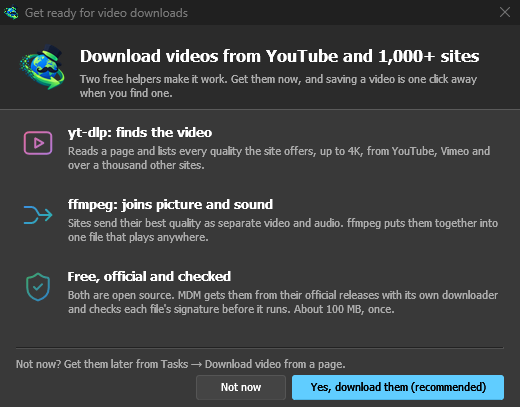 Get ready for video downloads
Download videos from YouTube and 1,000+ sites
Two free helpers make it work. Get them now, and saving a video is one click away
when you find one.
yt-dlp: finds the video
Reads a page and lists every quality the site offers, up to 4K, from YouTube, Vimeo and
over a thousand other sites.
ffmpeg: joins picture and sound
Sites send their best quality as separate video and audio. ffmpeg puts them together into
one file that plays anywhere.
Free, official and checked
Both are open source. MDM gets them from their official releases with its own downloader
and checks each file's signature before it runs. About 100 MB, once.
Not now? Get them later from Tasks → Download video from a page.
Not now
Yes, download them (recommended)